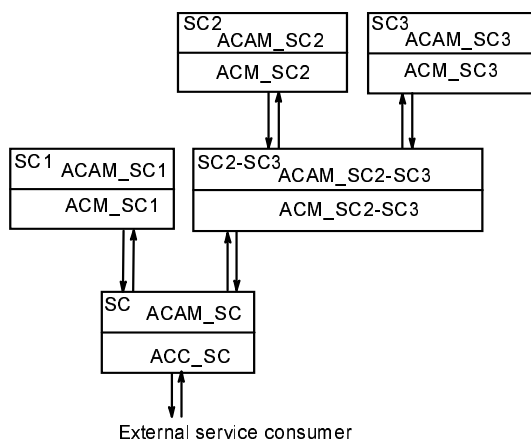 SC2
ACAM_SC2
ACM_SC2
SC3
ACAM_SC3
ACM_SC3
SC1
ACAM_SC1
ACM_SC1
SC2-SC3
ACAM_SC2-SC3
ACM_SC2-SC3
SC
ACAM_SC
ACC_SC
External service consumer